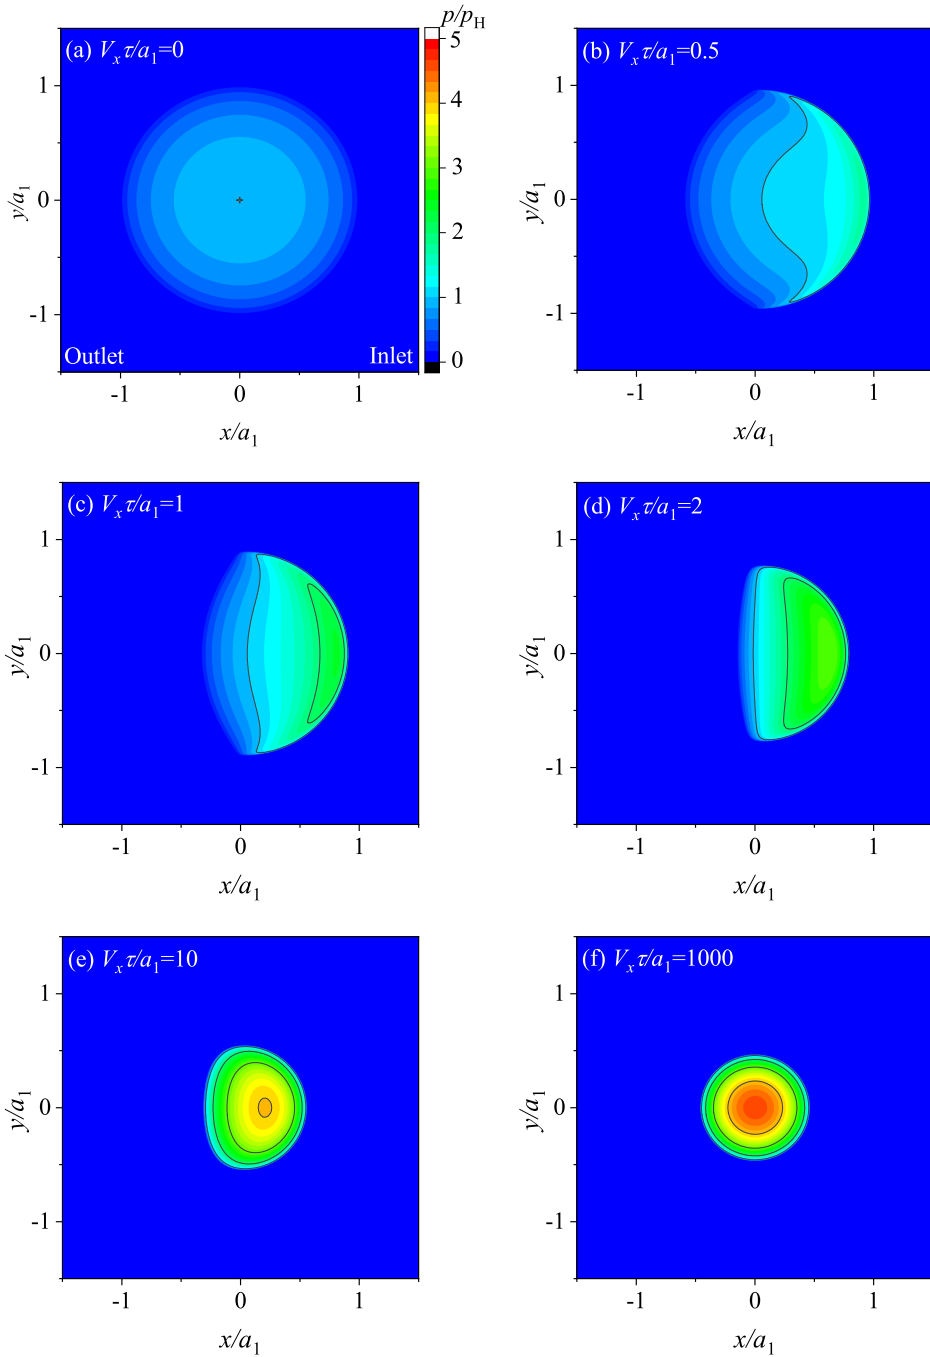 p/pH
(a) Vxτ/a1=0
5
4
3
2
1
0
1
0
-1
y/a1
Outlet
Inlet
-1
0
1
x/a1
(b) Vxτ/a1=0.5
1
0
-1
y/a1
-1
0
1
x/a1
(c) Vxτ/a1=1
1
0
-1
y/a1
-1
0
1
x/a1
(d) Vxτ/a1=2
1
0
-1
y/a1
-1
0
1
x/a1
(e) Vxτ/a1=10
1
0
-1
y/a1
-1
0
1
x/a1
(f) Vxτ/a1=1000
1
0
-1
y/a1
-1
0
1
x/a1